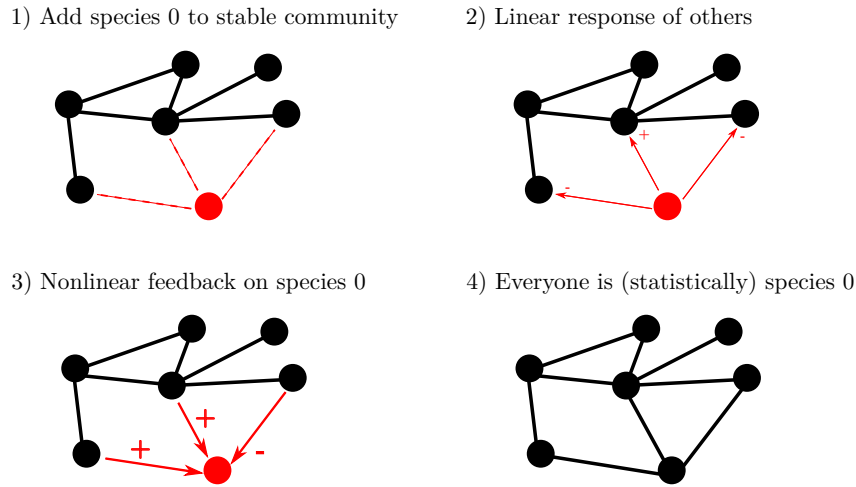 1) Add species 0 to stable community
2) Linear response of others
+
-
-
3) Nonlinear feedback on species 0
4) Everyone is (statistically) species 0
+
+
-